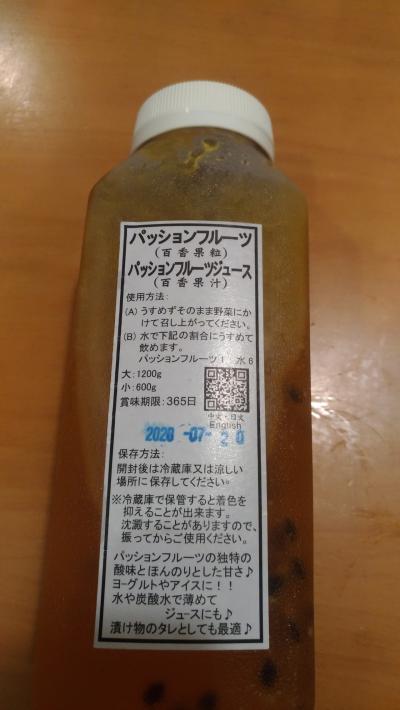 パッションフルーツ
(百香果粒)
パッションフルーツジュース
(百香果汁)
使用方法:
(A) うすめずそのまま野菜にか
けて召し上がってください。
(B) 水で下記の割合にうすめて
飲めます。
パッションフルーツ1:水6
大:1200g
小:600g
賞味期限:365日
中文・日文
English
2020-07-20
保存方法:
開封後は冷蔵庫又は涼しい
場所に保存してください。
※冷蔵庫で保管すると着色を
抑えることが出来ます。
沈澱することがありますので、
振ってからご使用ください。
パッションフルーツの独特の
酸味とほんのりとした甘さ♪
ヨーグルトやアイスに!!
水や炭酸水で薄めて
ジュースにも♪
漬け物のタレとしても最適♪